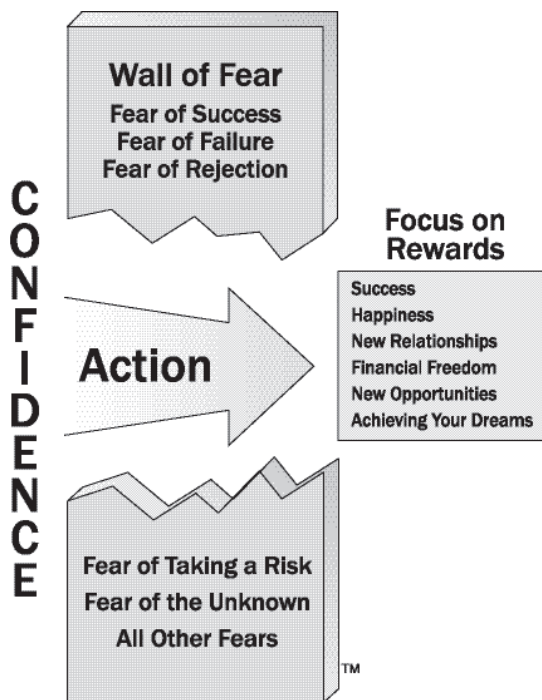 Wall of Fear
Fear of Success
Fear of Failure
Fear of Rejection
CONFIDENCE
Action
Focus on
Rewards
Success
Happiness
New Relationships
Financial Freedom
New Opportunities
Achieving Your Dreams
Fear of Taking a Risk
Fear of the Unknown
All Other Fears
TM